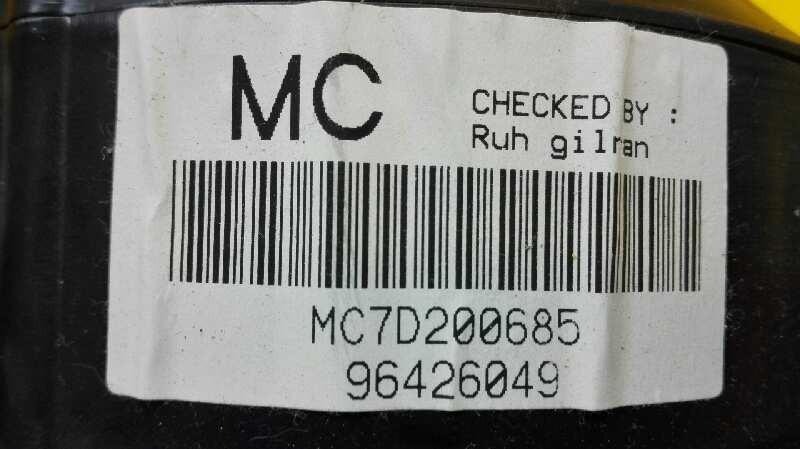 MC
CHECKED BY :
Ruh gilran
MC7D200685
96426049